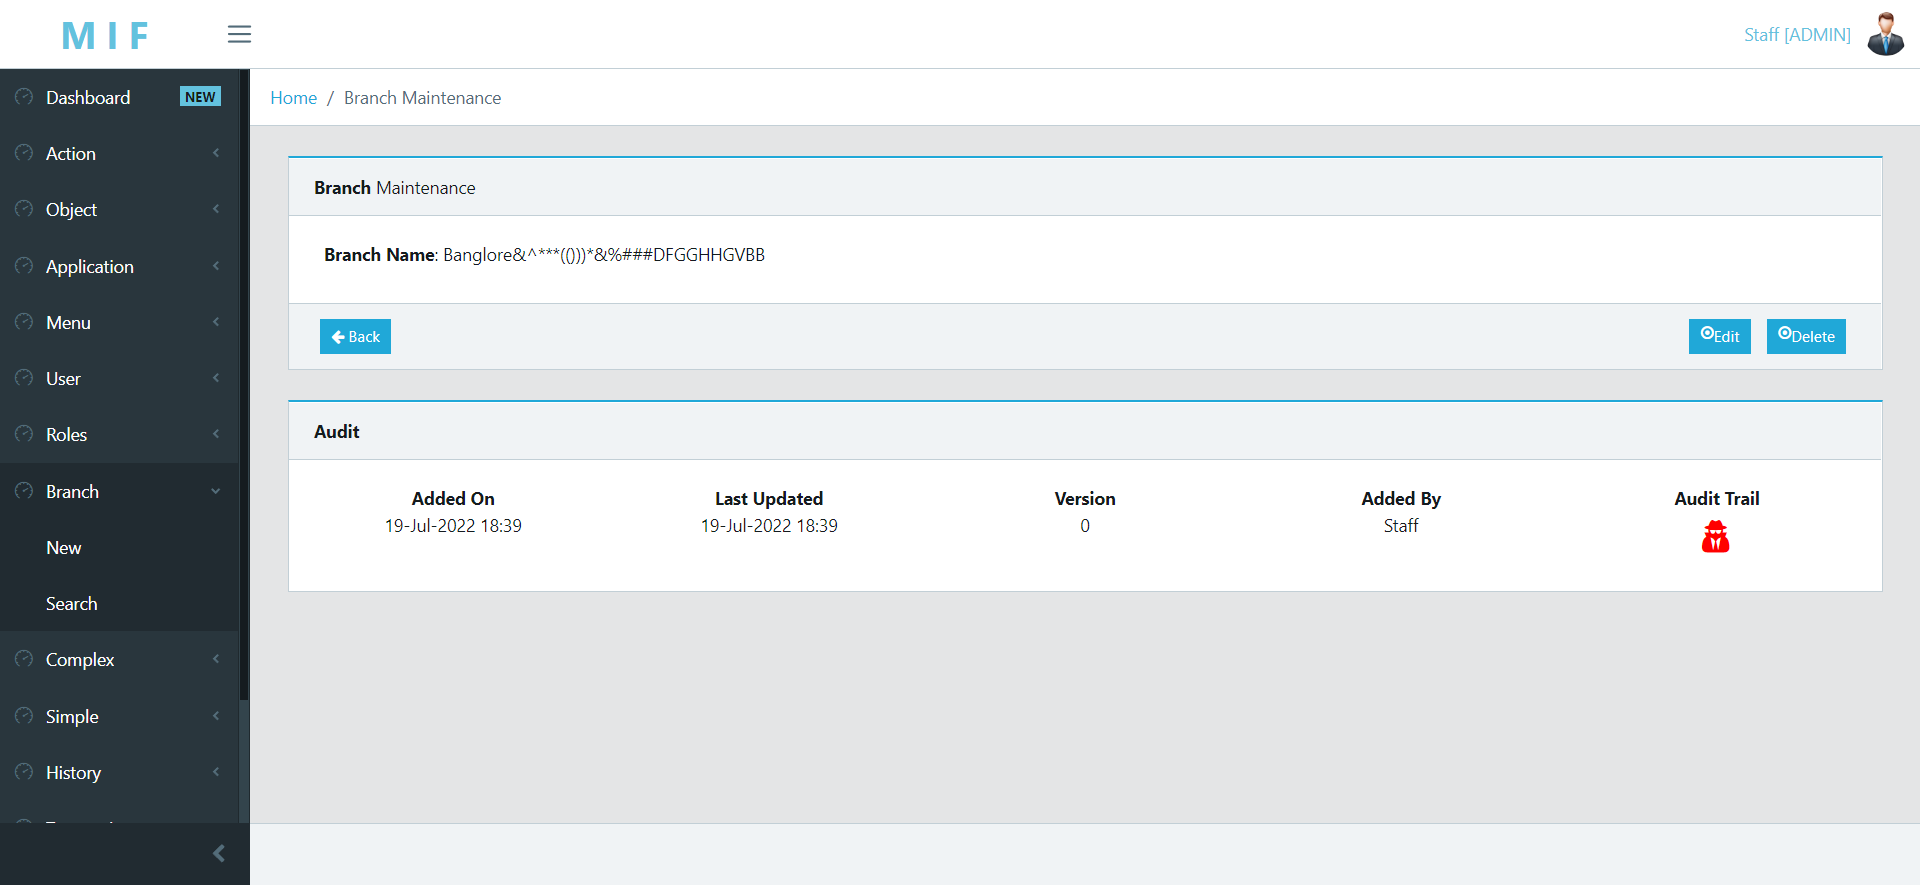 M I F
Staff [ADMIN]
Dashboard NEW
Action
Object
Application
Menu
User
Roles
Branch
New
Search
Complex
Simple
History
Home / Branch Maintenance
Branch Maintenance
Branch Name: Banglore&^***(()))*&%###DFGGHHGVBB
Back Edit Delete
Audit
Added On Last Updated Version Added By Audit Trail
19-Jul-2022 18:39 19-Jul-2022 18:39 0 Staff